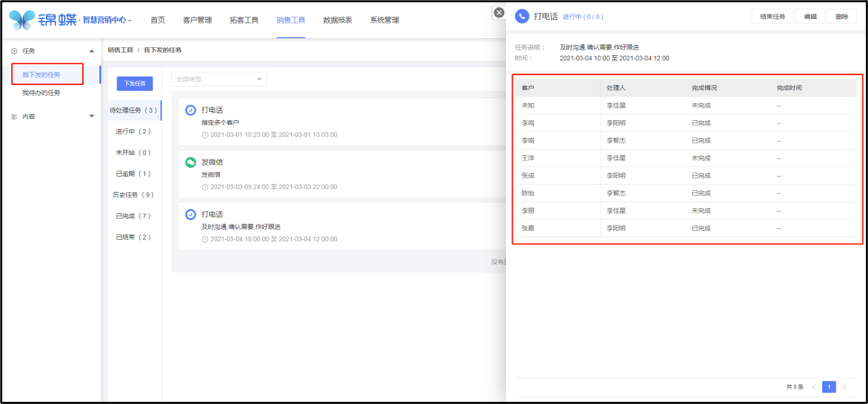 锦蝶 · 智慧营销中心 -
首页 客户管理 拓客工具 销售工具 数据报表 系统管理
任务
我下发的任务
我待办的任务
内容
销售工具 / 我下发的任务
下发任务
待处理任务 ( 3 )
进行中 ( 2 )
未开始 ( 0 )
已逾期 ( 1 )
历史任务 ( 9 )
已完成 ( 7 )
已结束 ( 2 )
全部类型
打电话
指定多个客户
2021-03-01 10:23:00 至 2021-03-01 13:03:00
发微信
发微信
2021-03-03 09:24:00 至 2021-03-03 22:00:00
打电话
及时沟通,确认需要,作好跟进
2021-03-04 10:00:00 至 2021-03-04 12:00:00
没有
打电话 进行中 ( 0 / 8 )
结束任务 编辑 删除
任务说明： 及时沟通,确认需要,作好跟进
时间： 2021-03-04 10:00 至 2021-03-04 12:00
客户 处理人 完成情况 完成时间
未知 李佳星 未完成 --
李鸣 李阳明 已完成 --
李鸣 李智杰 已完成 --
王洋 李佳星 未完成 --
张成 李阳明 已完成 --
陈怡 李智杰 已完成 --
李丽 李佳星 未完成 --
张嘉 李阳明 已完成 --
共 8 条 < 1 >